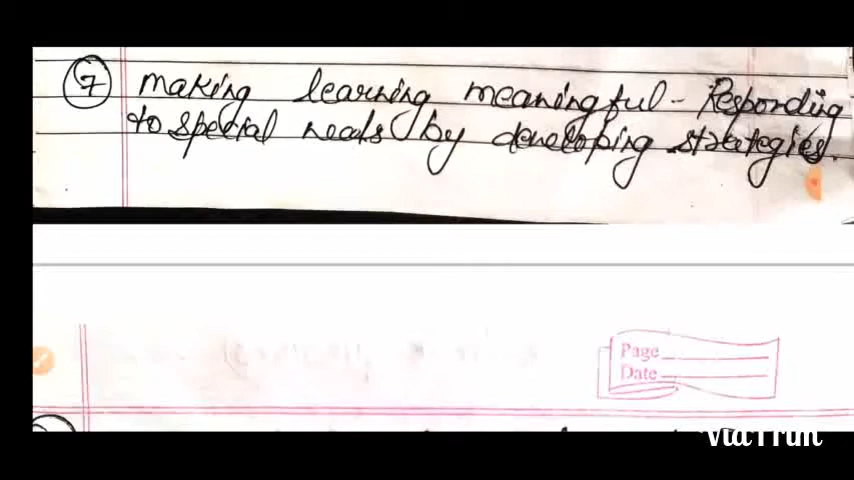 7 making learning meaningful - Responding
to special needs by developing strategies.
Page
Date